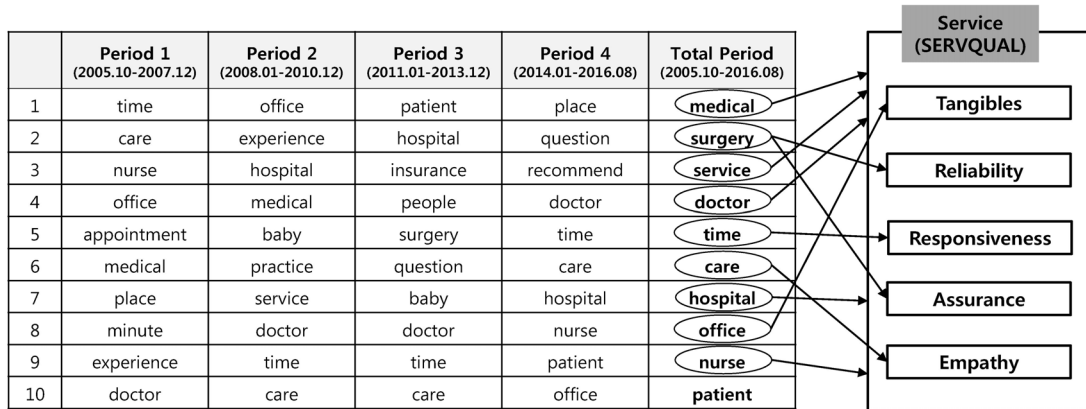 Period 1 Period 2 Period 3 Period 4 Total Period
(2005.10-2007.12) (2008.01-2010.12) (2011.01-2013.12) (2014.01-2016.08) (2005.10-2016.08)
1 time office patient place medical
2 care experience hospital question surgery
3 nurse hospital insurance recommend service
4 office medical people doctor doctor
5 appointment baby surgery time time
6 medical practice question care care
7 place service baby hospital hospital
8 minute doctor doctor nurse office
9 experience time time patient nurse
10 doctor care care office patient
Service
(SERVQUAL)
Tangibles
Reliability
Responsiveness
Assurance
Empathy